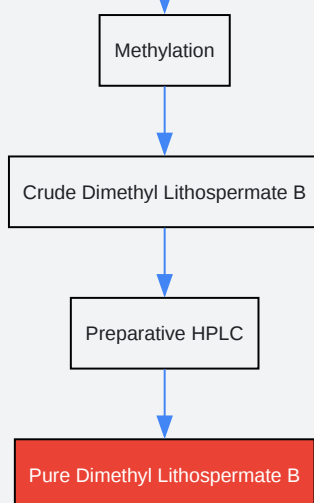 Methylation
Crude Dimethyl Lithospermate B
Preparative HPLC
Pure Dimethyl Lithospermate B